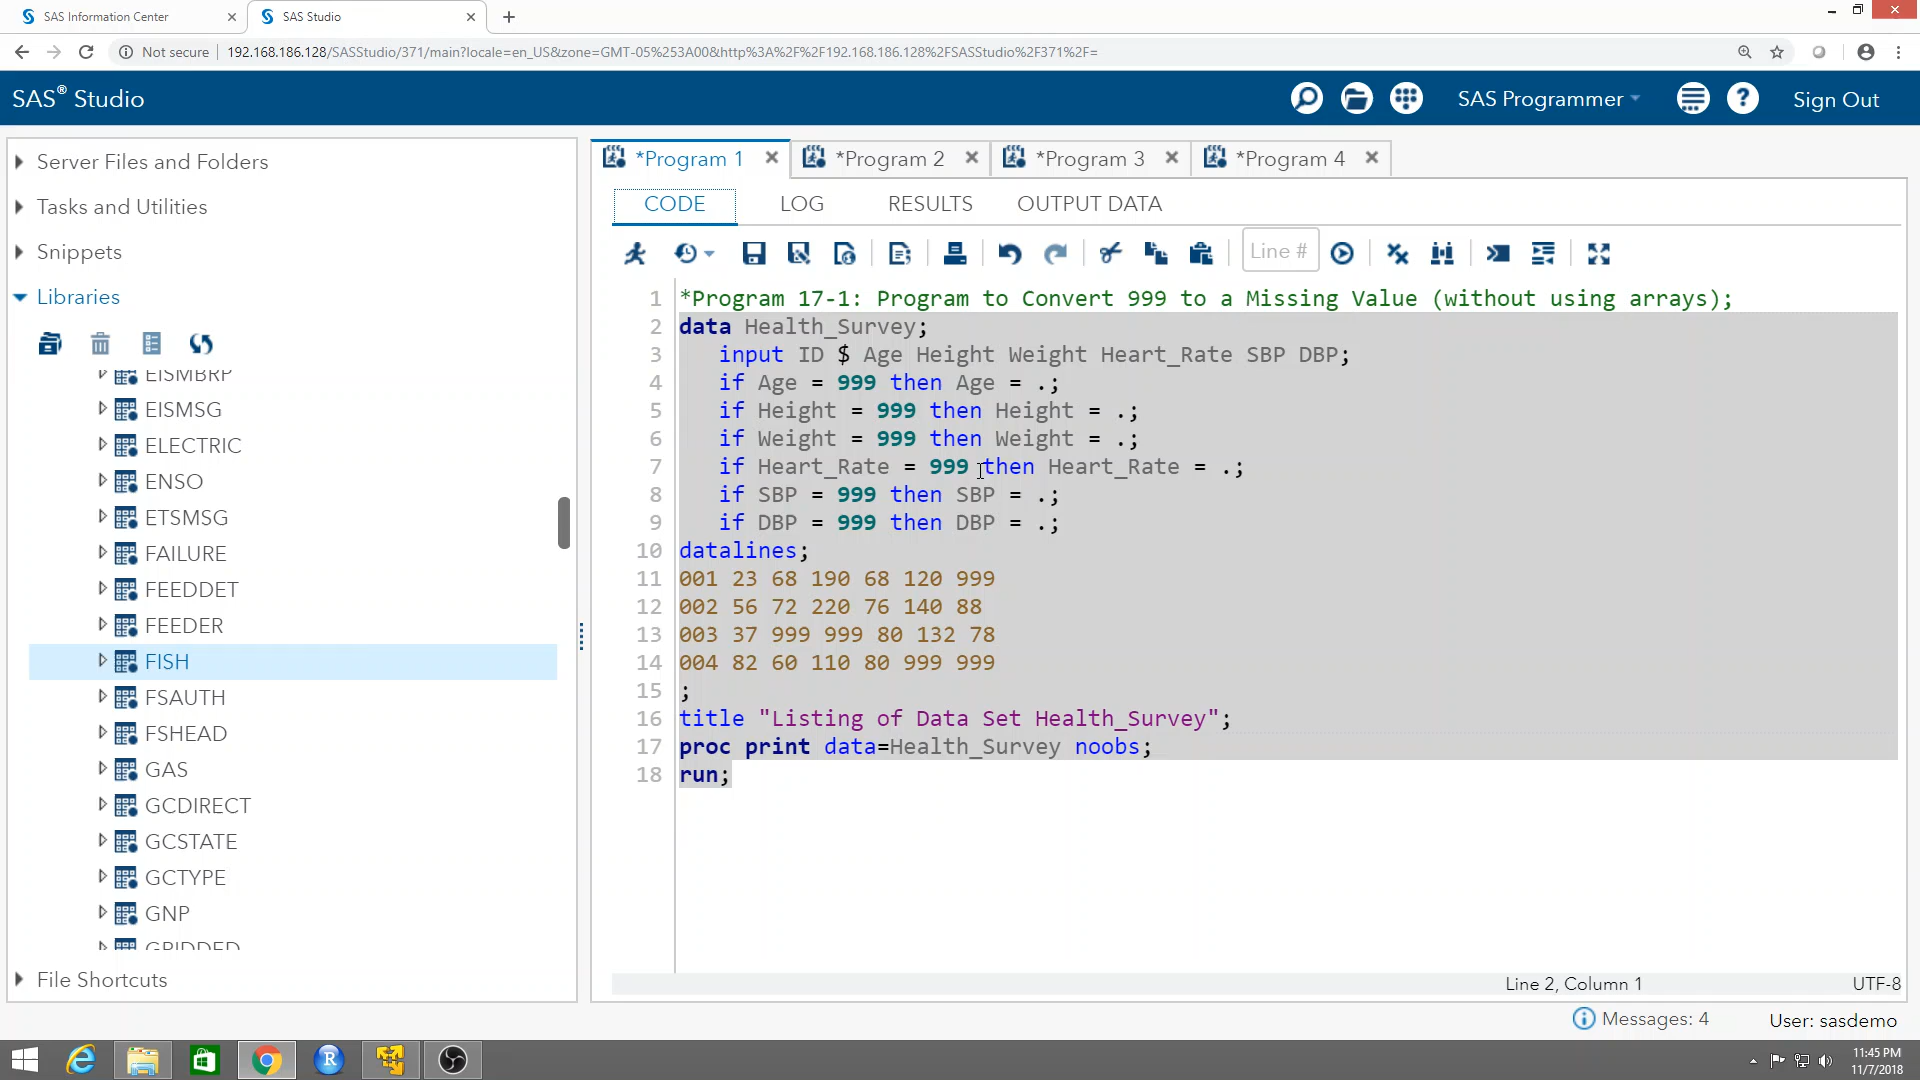 SAS Information Center
SAS Studio
Not secure
192.168.186.128/SASStudio/371/main?locale=en_US&zone=GMT-05%253A00&http%3A%2F%2F192.168.186.128%2FSASStudio%2F371%2F=
SAS® Studio
SAS Programmer
Sign Out
Server Files and Folders
Tasks and Utilities
Snippets
Libraries
EISMBRP
EISMSG
ELECTRIC
ENSO
ETSMSG
FAILURE
FEEDDET
FEEDER
FISH
FSAUTH
FSHEAD
GAS
GCDIRECT
GCSTATE
GCTYPE
GNP
GRIDDED
File Shortcuts
*Program 1
*Program 2
*Program 3
*Program 4
CODE
LOG
RESULTS
OUTPUT DATA
Line #
1 *Program 17-1: Program to Convert 999 to a Missing Value (without using arrays);
2 data Health_Survey;
3 input ID $ Age Height Weight Heart_Rate SBP DBP;
4 if Age = 999 then Age = .;
5 if Height = 999 then Height = .;
6 if Weight = 999 then Weight = .;
7 if Heart_Rate = 999 then Heart_Rate = .;
8 if SBP = 999 then SBP = .;
9 if DBP = 999 then DBP = .;
10 datalines;
11 001 23 68 190 68 120 999
12 002 56 72 220 76 140 88
13 003 37 999 999 80 132 78
14 004 82 60 110 80 999 999
15 ;
16 title "Listing of Data Set Health_Survey";
17 proc print data=Health_Survey noobs;
18 run;
Line 2, Column 1
UTF-8
Messages: 4
User: sasdemo
11:45 PM
11/7/2018